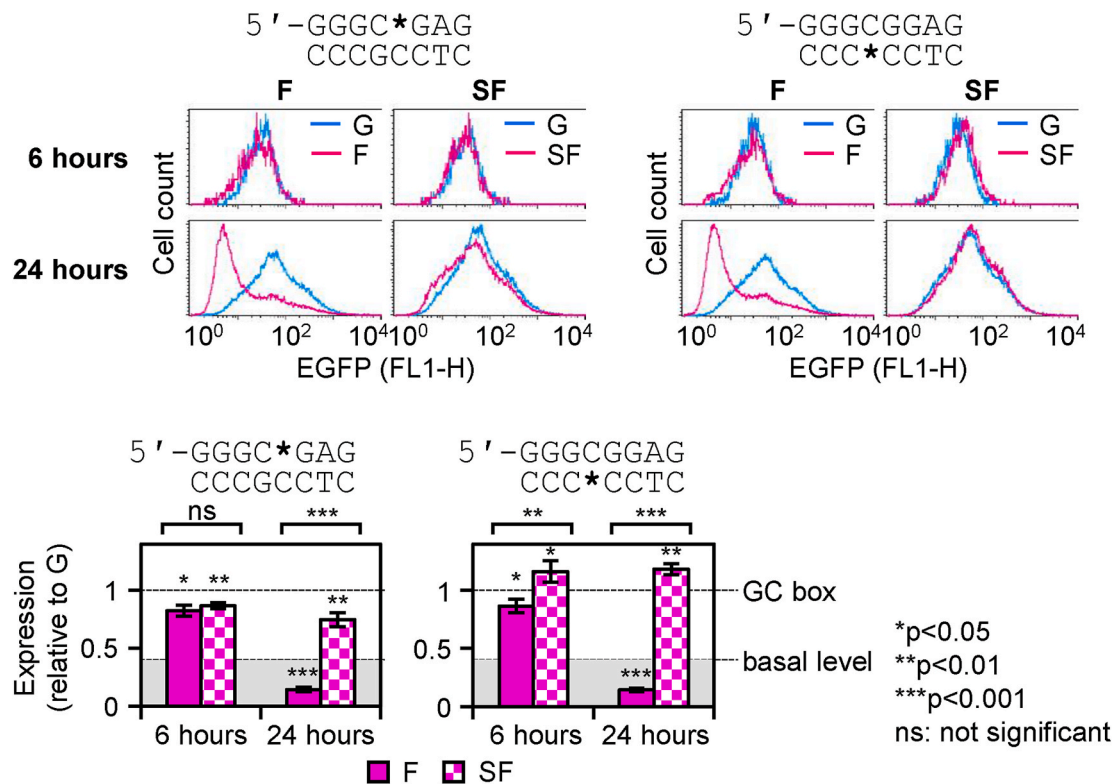 5′-GGGC*GAG
CCCGCCTC
5′-GGGCGGAG
CCC*CCTC
F SF
F SF
6 hours
Cell count
G
F
G
SF
Cell count
G
F
G
SF
24 hours
10⁰ 10² 10⁴ 10⁰ 10² 10⁴
EGFP (FL1-H)
10⁰ 10² 10⁴ 10⁰ 10² 10⁴
EGFP (FL1-H)
5′-GGGC*GAG
CCCGCCTC
5′-GGGCGGAG
CCC*CCTC
ns ***
** ***
Expression
(relative to G)
1
0.5
0
* ** *** **
1
0.5
0
* * *** **
GC box
basal level
6 hours 24 hours
6 hours 24 hours
F SF
*p<0.05
**p<0.01
***p<0.001
ns: not significant